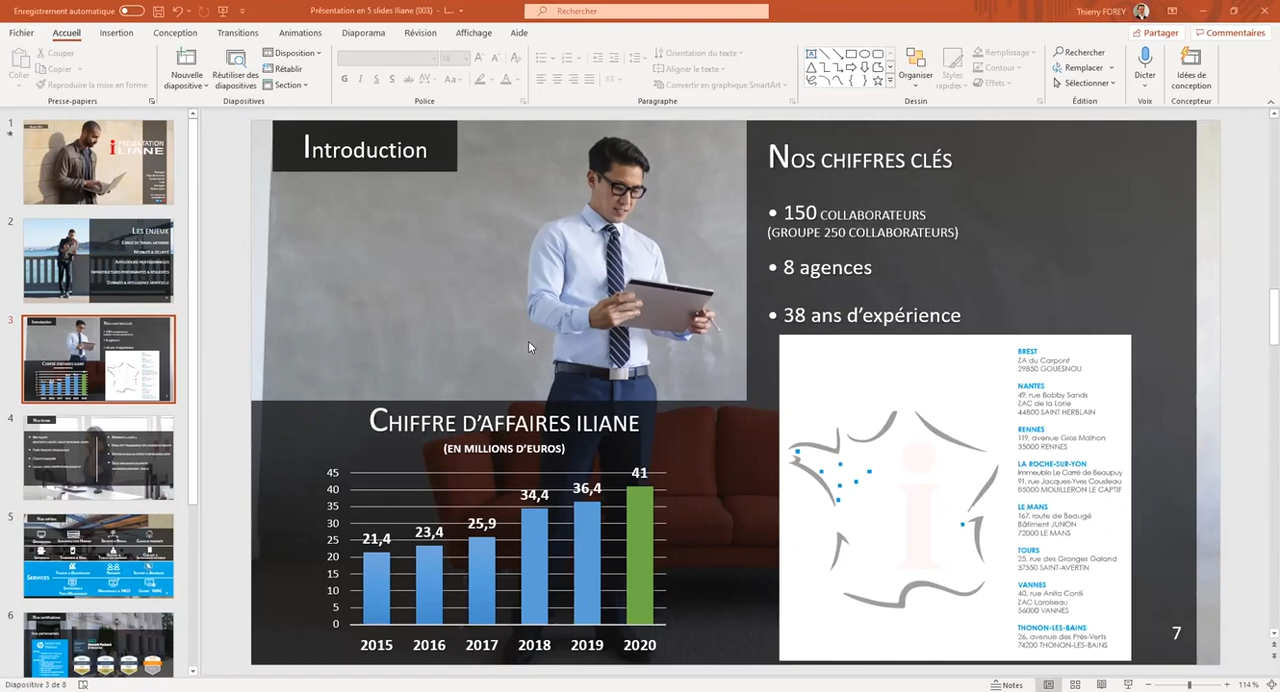 Enregistrement automatique
Présentation en 5 slides Iliane (003)
Rechercher
Thierry FOREY
Fichier
Accueil
Insertion
Conception
Transitions
Animations
Diaporama
Révision
Affichage
Aide
Partager
Commentaires
Coller
Couper
Copier
Reproduire la mise en forme
Presse-papiers
Nouvelle diapositive
Réutiliser des diapositives
Disposition
Rétablir
Section
Diapositives
Police
Orientation du texte
Aligner le texte
Convertir en graphique SmartArt
Paragraphe
Organiser
Styles rapides
Remplissage
Contour
Effets
Dessin
Rechercher
Remplacer
Sélectionner
Édition
Dicter
Voix
Idées de conception
Concepteur
1
PRÉSENTATION
ILIANE
2
LES ENJEUX
3
4
5
SERVICES
6
Introduction
NOS CHIFFRES CLÉS
• 150 COLLABORATEURS
(GROUPE 250 COLLABORATEURS)
• 8 agences
• 38 ans d’expérience
CHIFFRE D’AFFAIRES ILIANE
(EN MILLIONS D’EUROS)
45
40
35
30
25
20
15
10
5
0
21,4
23,4
25,9
34,4
36,4
41
2015
2016
2017
2018
2019
2020
BREST
ZA du Carpont
29850 GOUESNOU
NANTES
49, rue Bobby Sands
ZAC de la Lorie
44800 SAINT HERBLAIN
RENNES
119, avenue Gros Malhon
35000 RENNES
LA ROCHE-SUR-YON
Immeuble Le Carré de Beaupuy
91, rue Jacques-Yves Cousteau
85000 MOUILLERON LE CAPTIF
LE MANS
167, route de Beaugé
Bâtiment JUNON
72000 LE MANS
TOURS
25, rue des Granges Galand
37550 SAINT-AVERTIN
VANNES
40, rue Anita Conti
ZAC Laroiseau
56000 VANNES
THONON-LES-BAINS
26, avenue des Prés-Verts
74200 THONON-LES-BAINS
7
Diapositive 3 de 8
Notes
114 %